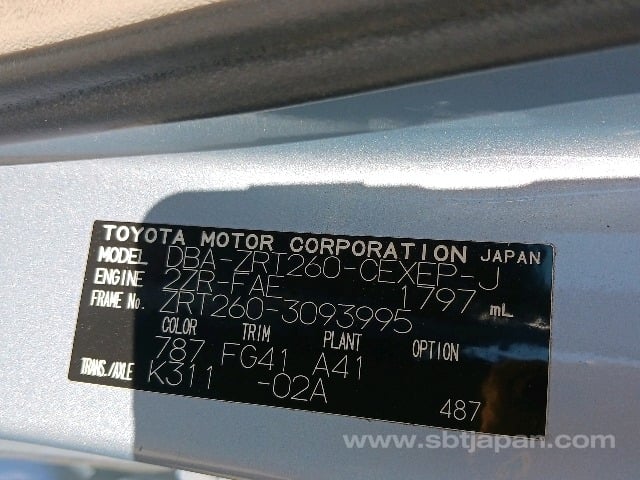 TOYOTA MOTOR CORPORATION JAPAN
MODEL DBA-ZRT260-CEXEP-J
ENGINE 2ZR-FAE 1797 mL
FRAME No. ZRT260-3093995
COLOR TRIM PLANT OPTION
787 FG41 A41
TRANS./AXLE K311 -02A
487
www.sbtjapan.com